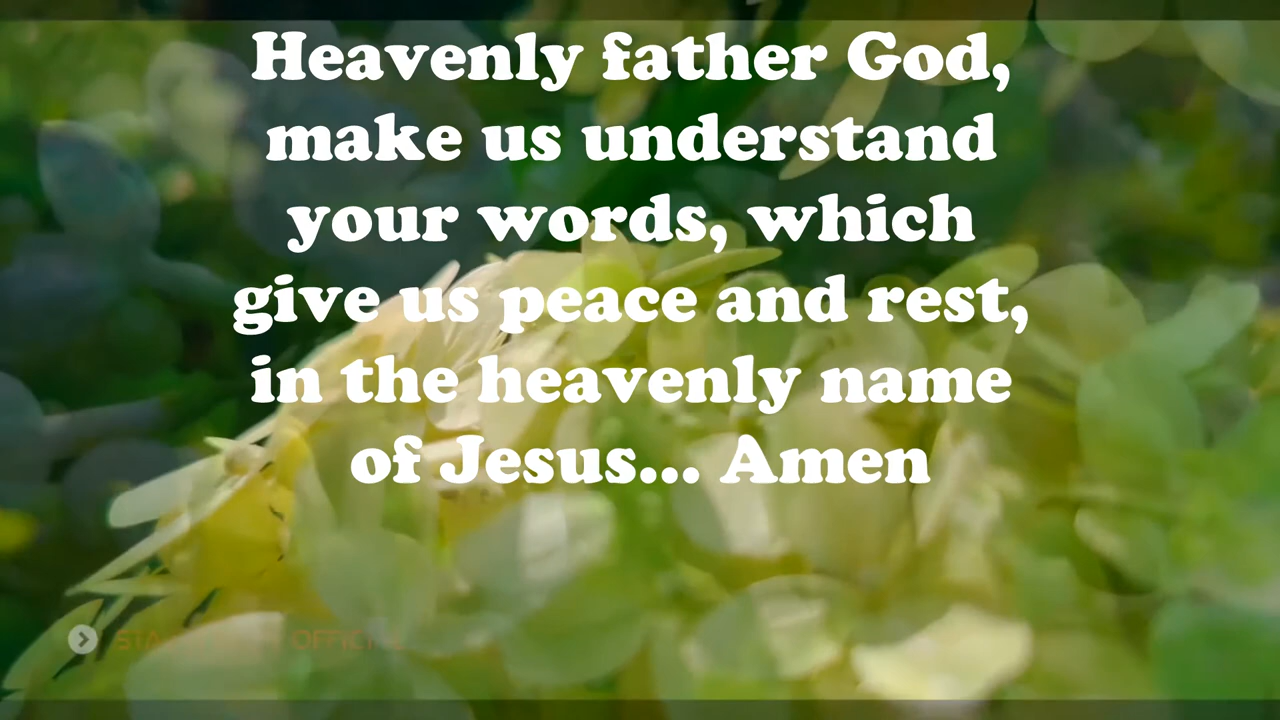 Heavenly father God,
make us understand
your words, which
give us peace and rest,
in the heavenly name
of Jesus... Amen